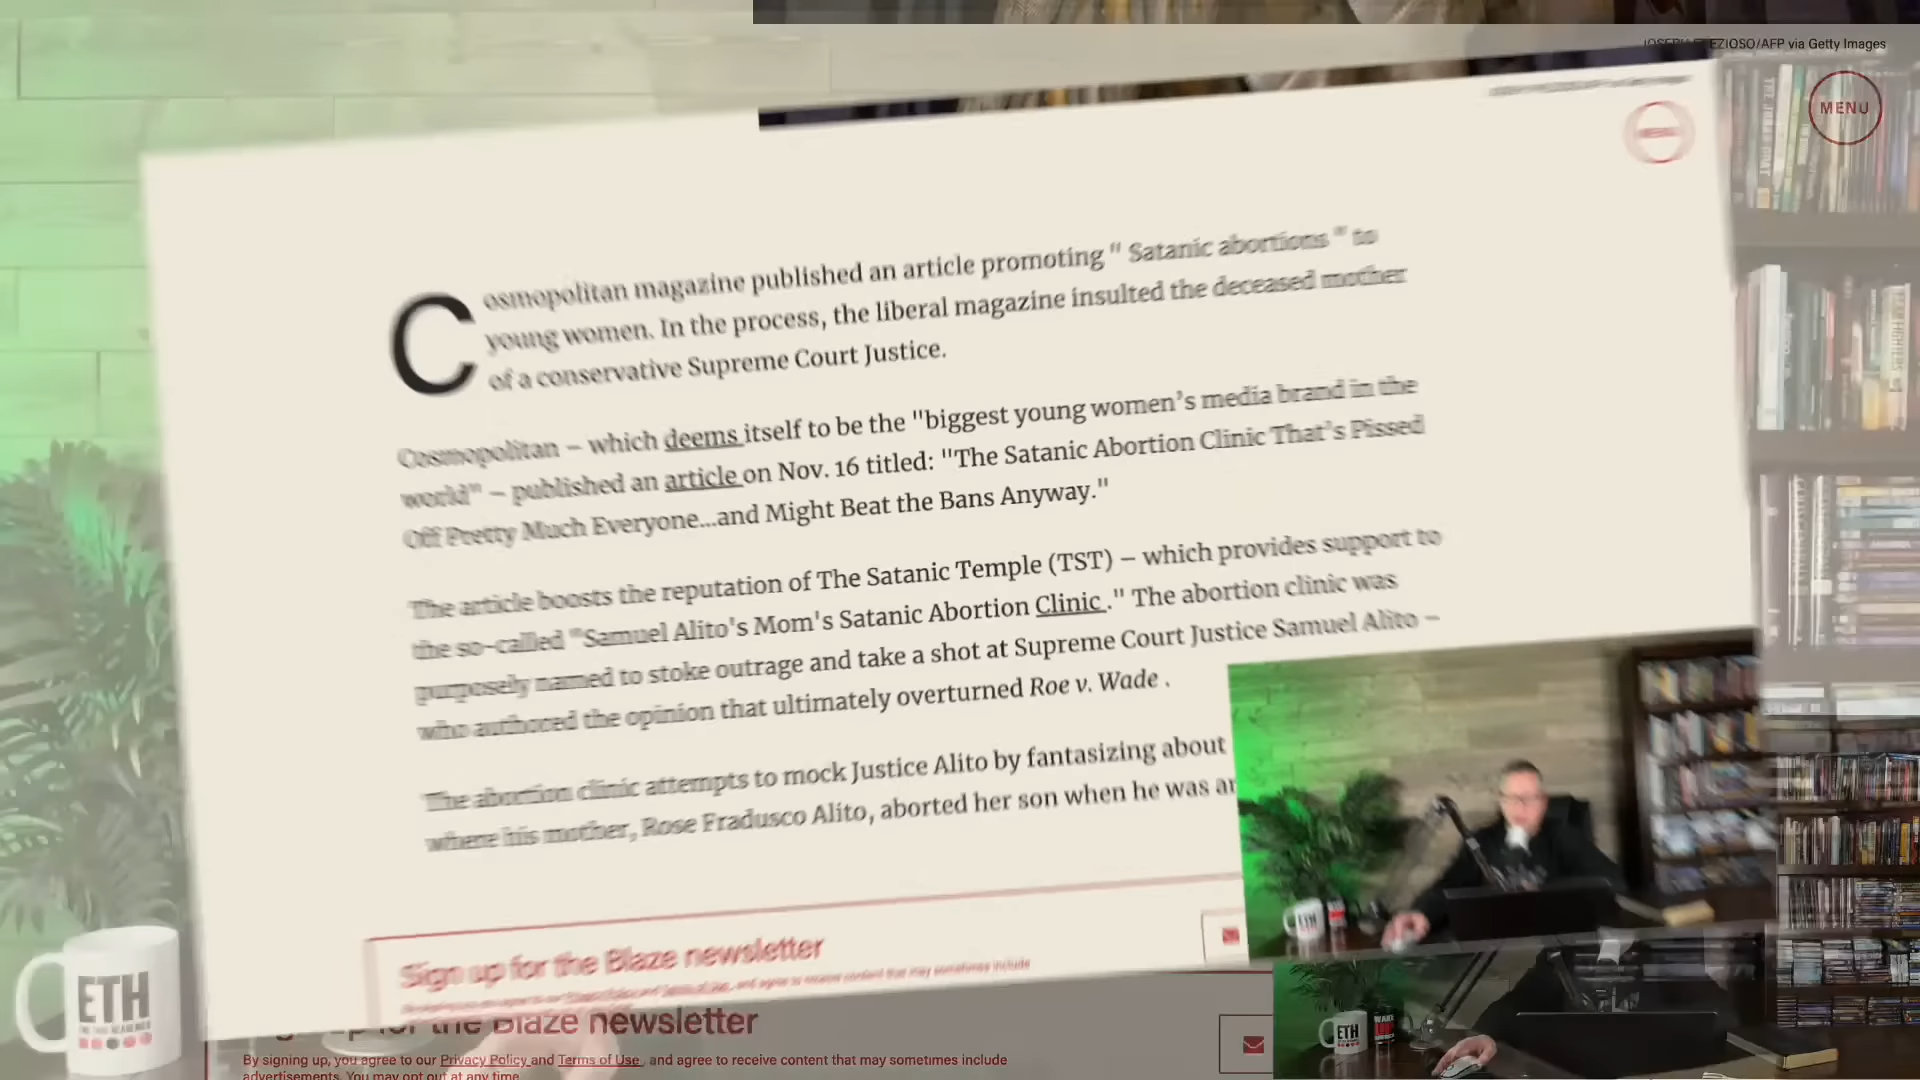 EZIOSO/AFP via Getty Images
MENU
Cosmopolitan magazine published an article promoting " Satanic abortions " to
young women. In the process, the liberal magazine insulted the deceased mother
of a conservative Supreme Court Justice.
Cosmopolitan – which deems itself to be the "biggest young women's media brand in the
world" – published an article on Nov. 16 titled: "The Satanic Abortion Clinic That's Pissed
Off Pretty Much Everyone...and Might Beat the Bans Anyway."
The article boosts the reputation of The Satanic Temple (TST) – which provides support to
the so-called "Samuel Alito's Mom's Satanic Abortion Clinic ." The abortion clinic was
purposely named to stoke outrage and take a shot at Supreme Court Justice Samuel Alito –
who authored the opinion that ultimately overturned Roe v. Wade .
The abortion clinic attempts to mock Justice Alito by fantasizing about
where his mother, Rose Fradusco Alito, aborted her son when he was
Sign up for the Blaze newsletter
for the Blaze newsletter
By signing up, you agree to our Privacy Policy and Terms of Use , and agree to receive content that may sometimes include
advertisements. You may opt out at any time
ETH
ETH
ETH